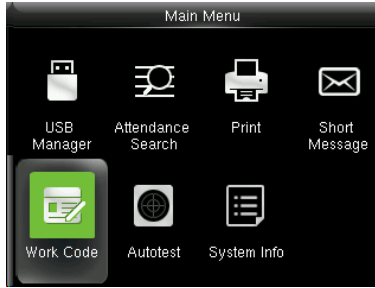 Main Menu
USB
Manager
Attendance
Search
Print
Short
Message
Work Code
Autotest
System Info